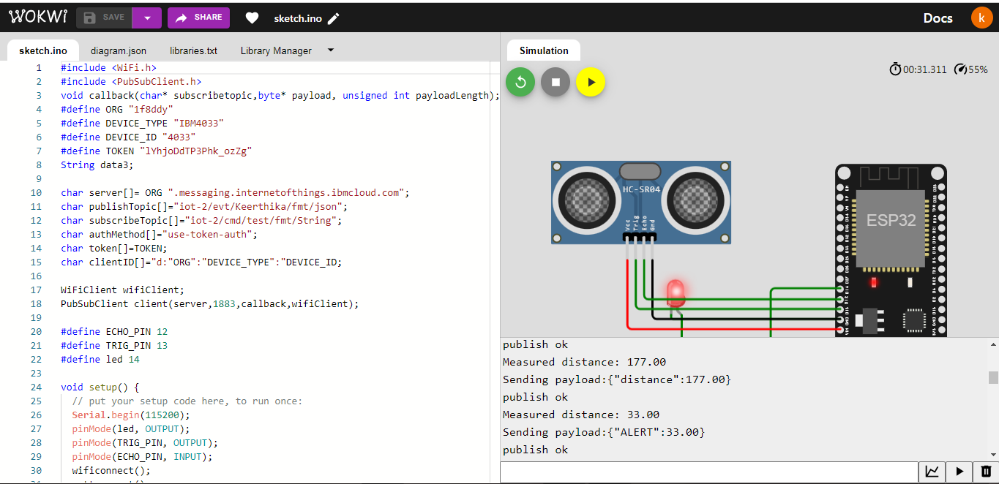 WOKWI
SAVE
SHARE
sketch.ino
Docs
k
sketch.ino
diagram.json
libraries.txt
Library Manager
1 #include <WiFi.h>
2 #include <PubSubClient.h>
3 void callback(char* subscribetopic,byte* payload, unsigned int payloadLength);
4 #define ORG "1f8ddy"
5 #define DEVICE_TYPE "IBM4033"
6 #define DEVICE_ID "4033"
7 #define TOKEN "lYhjoDdTP3Phk_ozZg"
8 String data3;
9
10 char server[]= ORG ".messaging.internetofthings.ibmcloud.com";
11 char publishTopic[]="iot-2/evt/Keerthika/fmt/json";
12 char subscribeTopic[]="iot-2/cmd/test/fmt/String";
13 char authMethod[]="use-token-auth";
14 char token[]=TOKEN;
15 char clientID[]="d:"ORG":"DEVICE_TYPE":"DEVICE_ID;
16
17 WiFiClient wifiClient;
18 PubSubClient client(server,1883,callback,wifiClient);
19
20 #define ECHO_PIN 12
21 #define TRIG_PIN 13
22 #define led 14
23
24 void setup() {
25 // put your setup code here, to run once:
26 Serial.begin(115200);
27 pinMode(led, OUTPUT);
28 pinMode(TRIG_PIN, OUTPUT);
29 pinMode(ECHO_PIN, INPUT);
30 wificonnect();
Simulation
00:31.311
55%
HC-SR04
Vcc
Trig
Echo
Gnd
ESP32
publish ok
Measured distance: 177.00
Sending payload:{"distance":177.00}
publish ok
Measured distance: 33.00
Sending payload:{"ALERT":33.00}
publish ok